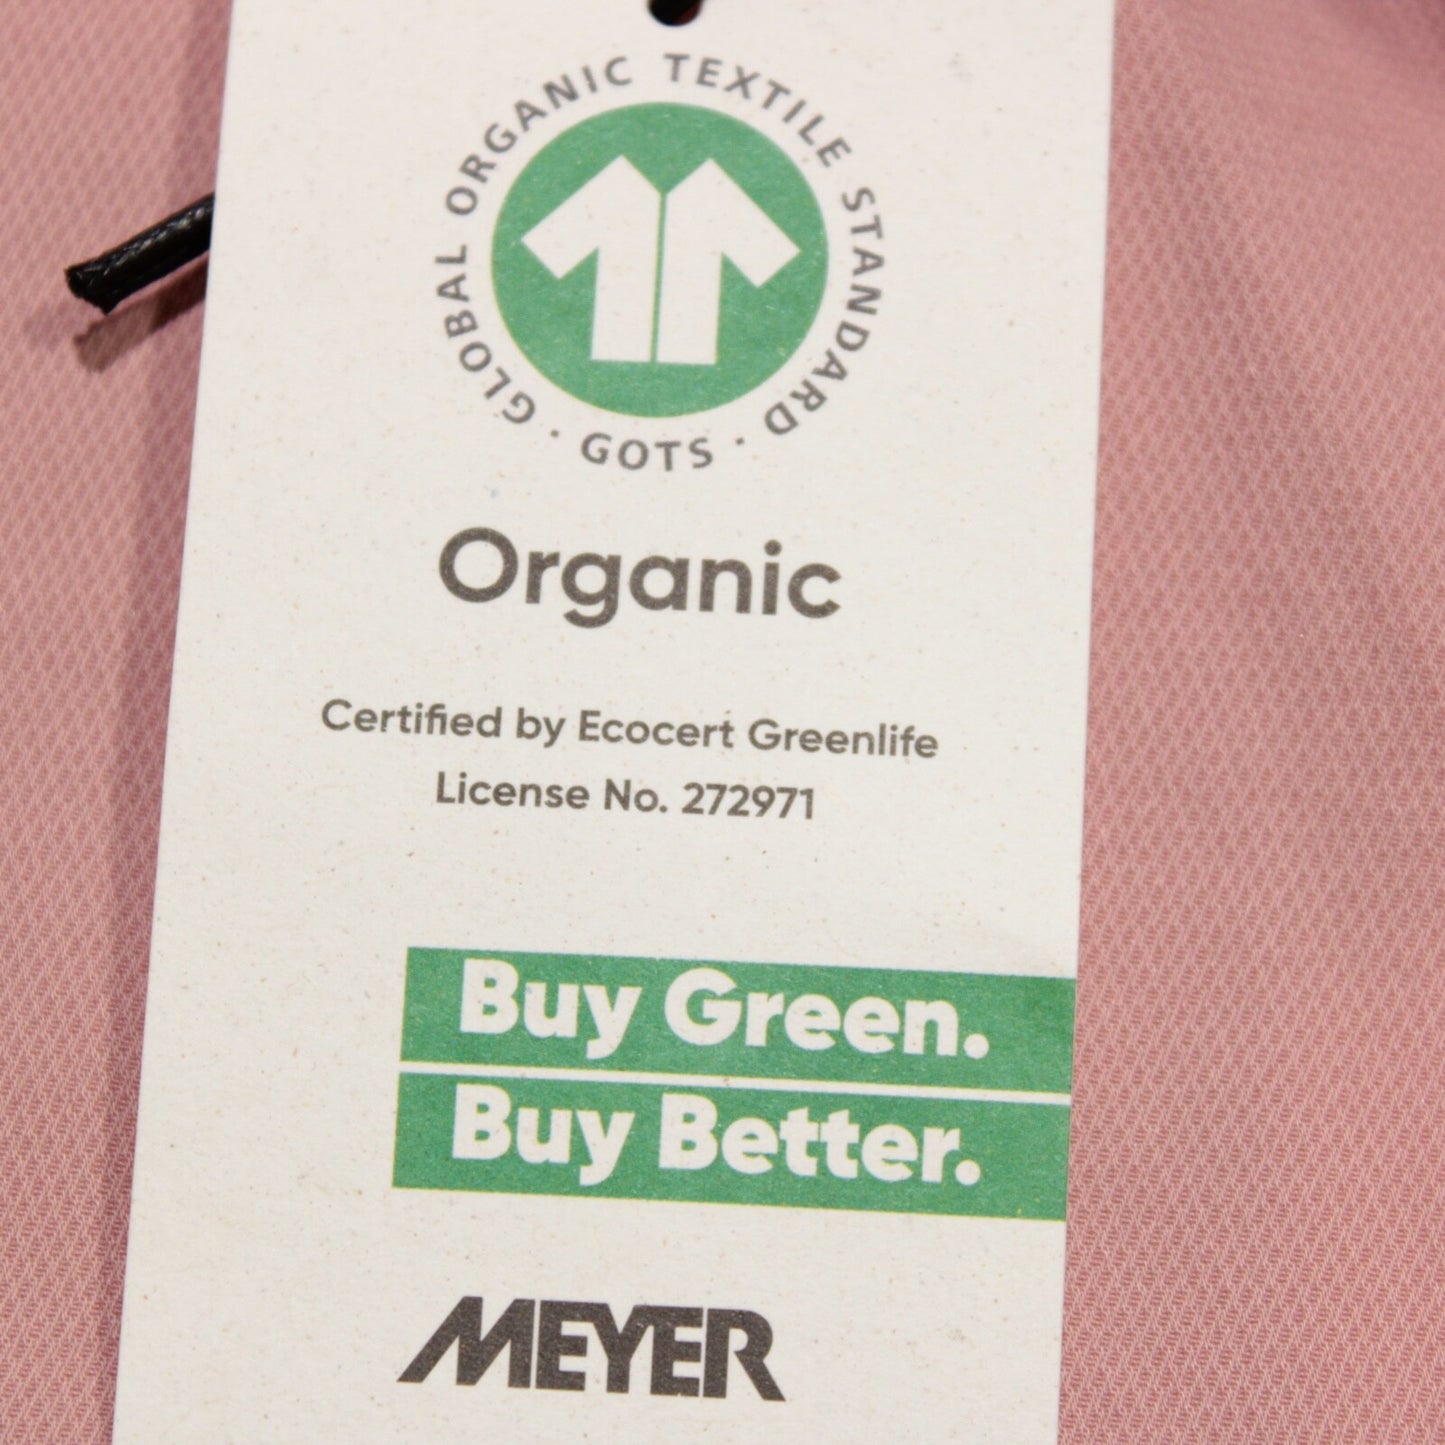 GLOBAL ORGANIC TEXTILE STANDARD
· GOTS ·
Organic
Certified by Ecocert Greenlife
License No. 272971
Buy Green.
Buy Better.
MEYER